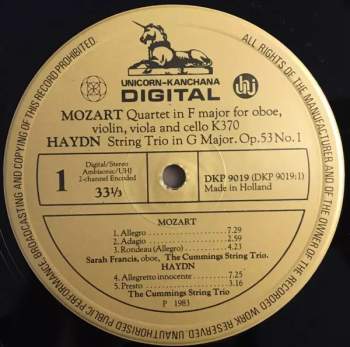 ALL RIGHTS OF THE MANUFACTURER AND OF THE OWNER OF THE RECORDED WORK RESERVED. UNAUTHORISED PUBLIC PERFORMANCE BROADCASTING AND COPYING OF THIS RECORD PROHIBITED
UNICORN-KANCHANA
DIGITAL
uhj
MOZART Quartet in F major for oboe,
violin, viola and cello K370
HAYDN String Trio in G Major. Op.53 No.1
1
Digital/Stereo
Ambisonic/UHJ
2-channel Encoded
33⅓
DKP 9019 (DKP 9019:1)
Made in Holland
MOZART
1. Allegro 7.29
2. Adagio 2.59
3. Rondeau (Allegro) 4.23
Sarah Francis, oboe, The Cummings String Trio.
HAYDN
4. Allegretto innocente 7.25
5. Presto 3.16
The Cummings String Trio
P 1983